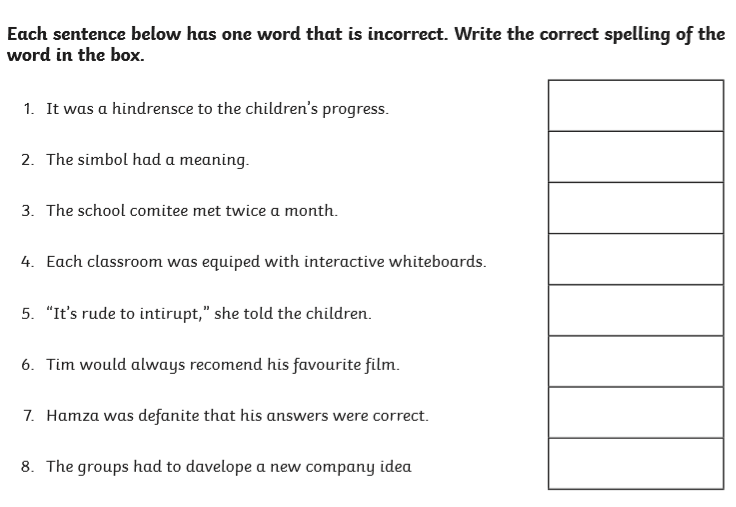 Each sentence below has one word that is incorrect. Write the correct spelling of the
word in the box.
1. It was a hindrensce to the children's progress.
2. The simbol had a meaning.
3. The school comitee met twice a month.
4. Each classroom was equiped with interactive whiteboards.
5. “It's rude to intirupt,” she told the children.
6. Tim would always recomend his favourite film.
7. Hamza was defanite that his answers were correct.
8. The groups had to davelope a new company idea